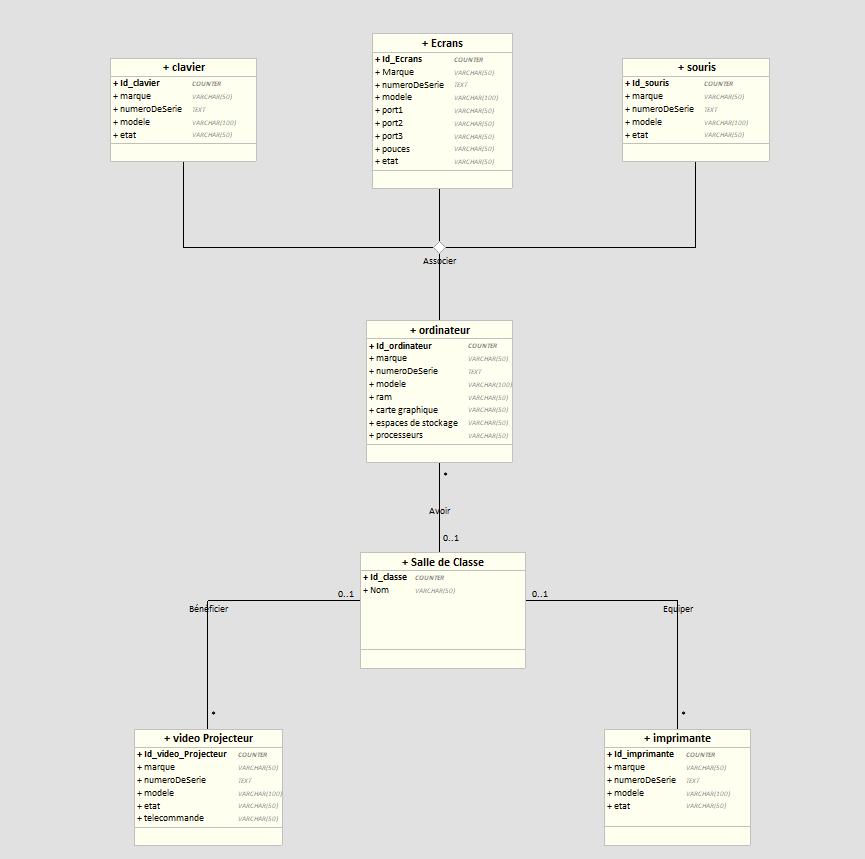 + Ecrans
+ Id_Ecrans COUNTER
+ Marque VARCHAR(50)
+ numeroDeSerie TEXT
+ modele VARCHAR(100)
+ port1 VARCHAR(50)
+ port2 VARCHAR(50)
+ port3 VARCHAR(50)
+ pouces VARCHAR(50)
+ etat VARCHAR(50)
+ clavier
+ Id_clavier COUNTER
+ marque VARCHAR(50)
+ numeroDeSerie TEXT
+ modele VARCHAR(100)
+ etat VARCHAR(50)
+ souris
+ Id_souris COUNTER
+ marque VARCHAR(50)
+ numeroDeSerie TEXT
+ modele VARCHAR(100)
+ etat VARCHAR(50)
Associer
+ ordinateur
+ Id_ordinateur COUNTER
+ marque VARCHAR(50)
+ numeroDeSerie TEXT
+ modele VARCHAR(100)
+ ram VARCHAR(50)
+ carte graphique VARCHAR(50)
+ espaces de stockage VARCHAR(50)
+ processeurs VARCHAR(50)
*
Avoir
0..1
+ Salle de Classe
+ Id_classe COUNTER
+ Nom VARCHAR(50)
0..1
0..1
Bénéficier
Equiper
*
*
+ video Projecteur
+ Id_video_Projecteur COUNTER
+ marque VARCHAR(50)
+ numeroDeSerie TEXT
+ modele VARCHAR(100)
+ etat VARCHAR(50)
+ telecommande VARCHAR(50)
+ imprimante
+ Id_imprimante COUNTER
+ marque VARCHAR(50)
+ numeroDeSerie TEXT
+ modele VARCHAR(100)
+ etat VARCHAR(50)